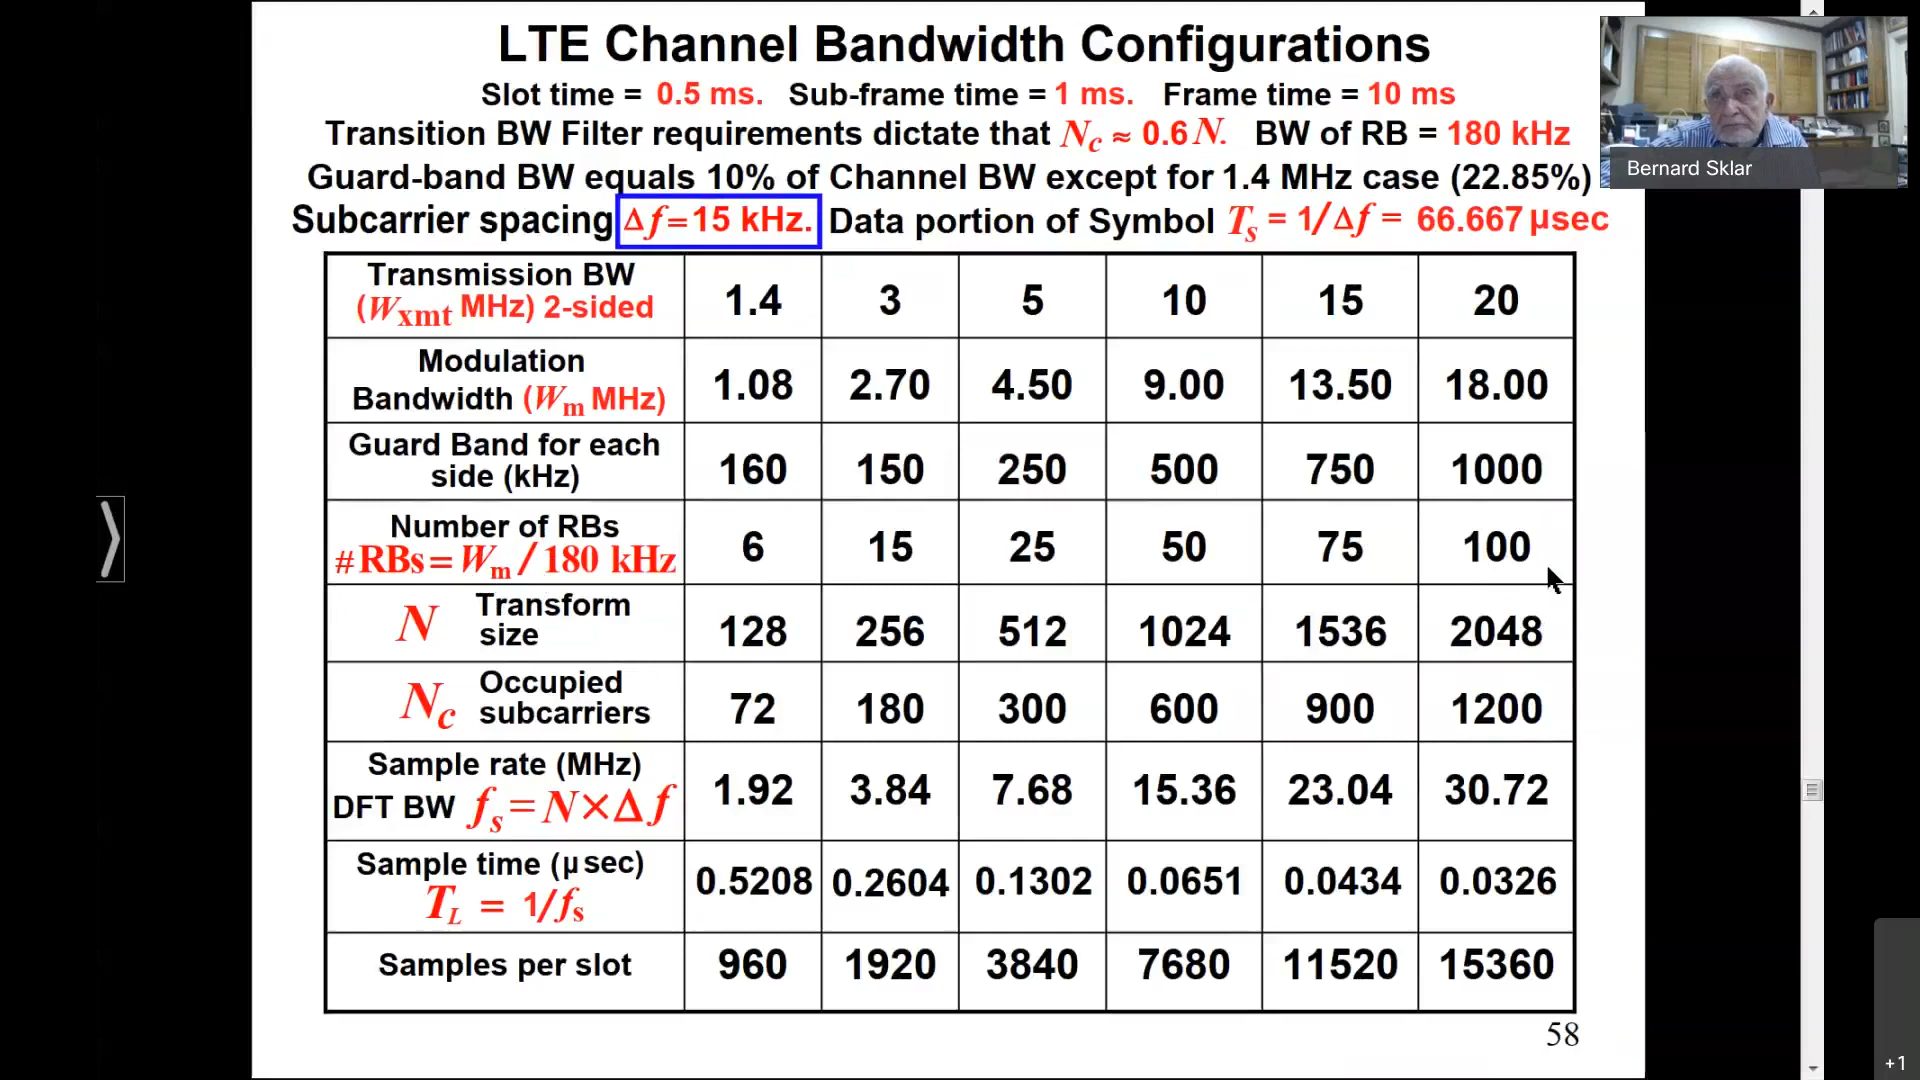 LTE Channel Bandwidth Configurations
Slot time = 0.5 ms. Sub-frame time = 1 ms. Frame time = 10 ms
Transition BW Filter requirements dictate that Nc ≈ 0.6 N. BW of RB = 180 kHz
Guard-band BW equals 10% of Channel BW except for 1.4 MHz case (22.85%)
Subcarrier spacing Δf=15 kHz. Data portion of Symbol Ts = 1/Δf = 66.667 μsec
Bernard Sklar
Transmission BW
(Wxmt MHz) 2-sided 1.4 3 5 10 15 20
Modulation
Bandwidth (Wm MHz) 1.08 2.70 4.50 9.00 13.50 18.00
Guard Band for each
side (kHz) 160 150 250 500 750 1000
Number of RBs
#RBs = Wm / 180 kHz 6 15 25 50 75 100
N Transform
size 128 256 512 1024 1536 2048
Nc Occupied
subcarriers 72 180 300 600 900 1200
Sample rate (MHz)
DFT BW fs = N×Δf 1.92 3.84 7.68 15.36 23.04 30.72
Sample time (μsec)
TL = 1/fs 0.5208 0.2604 0.1302 0.0651 0.0434 0.0326
Samples per slot 960 1920 3840 7680 11520 15360
58
+1